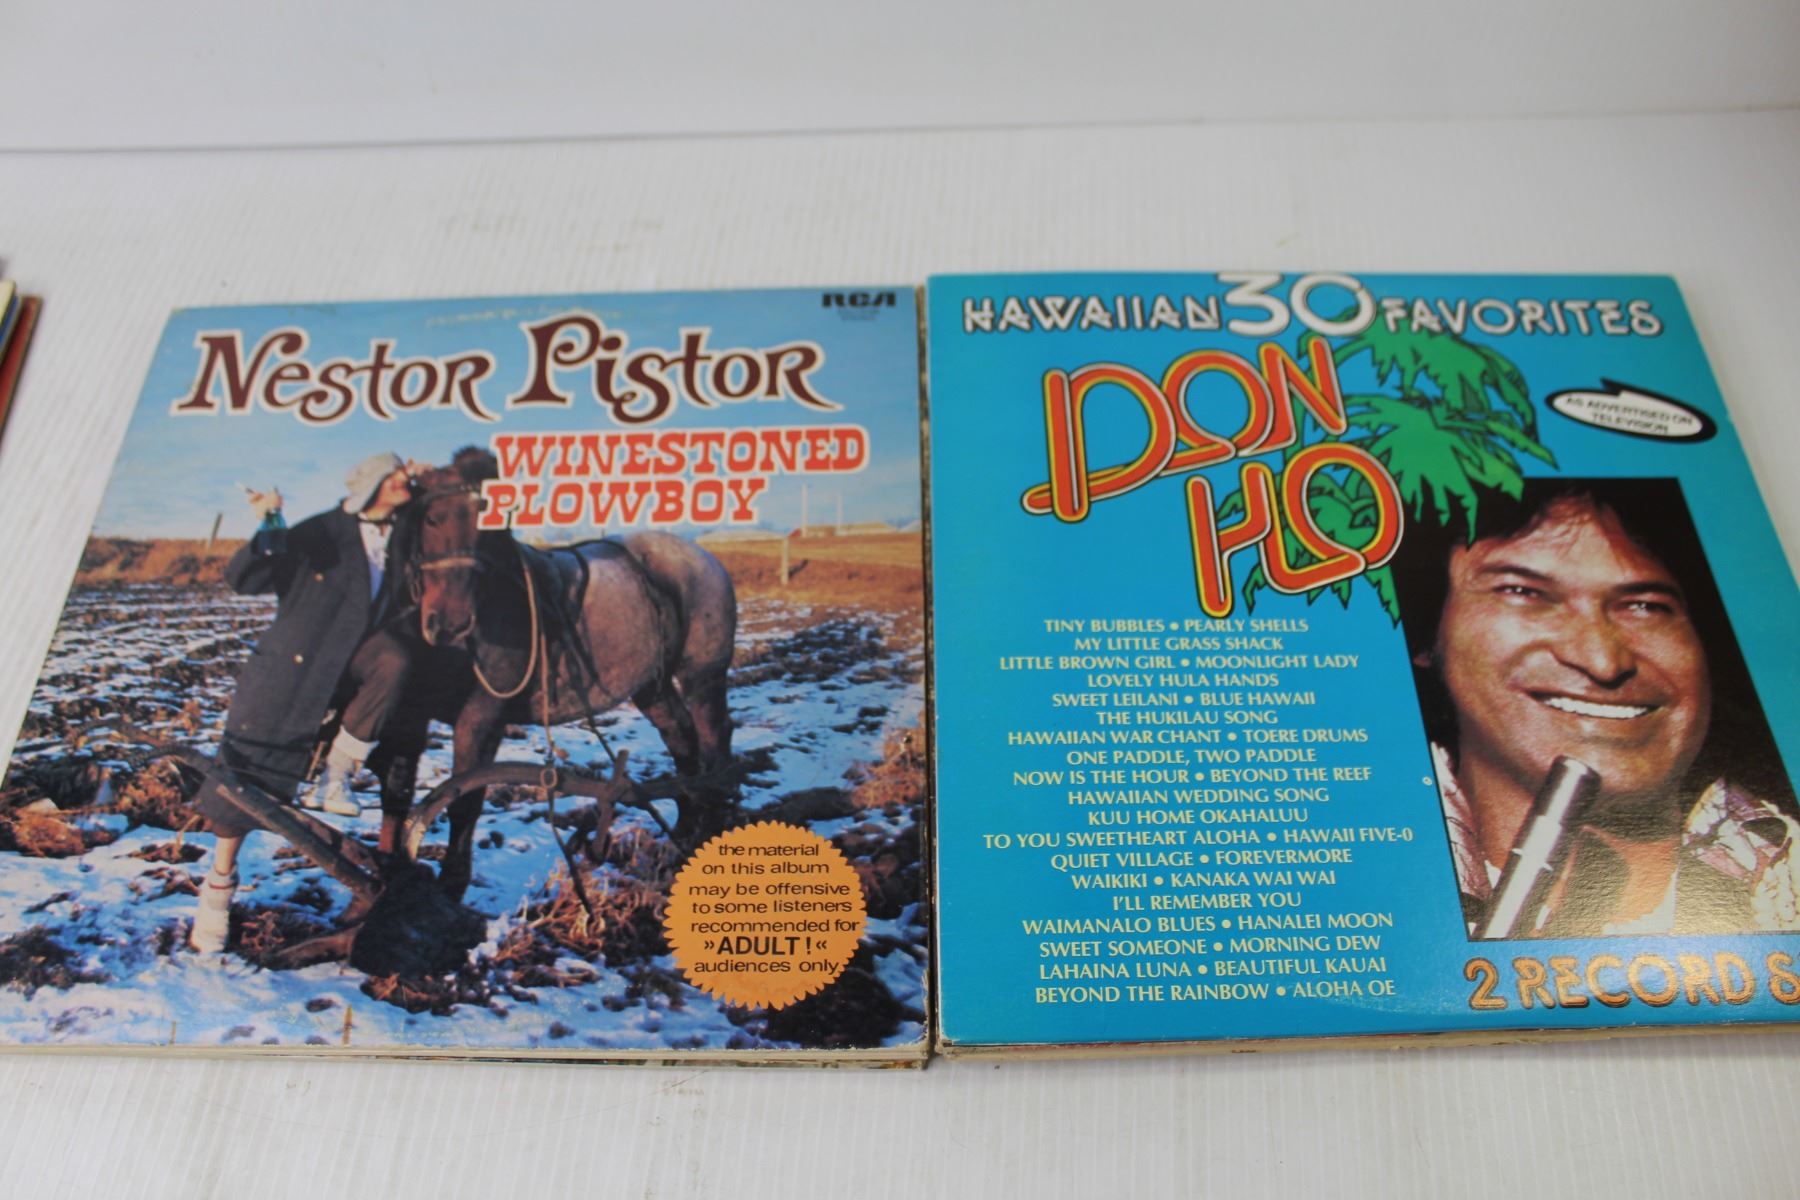 RCA
Nestor Pistor
WINESTONED
PLOWBOY
the material
on this album
may be offensive
to some listeners
recommended for
»ADULT!«
audiences only.
HAWAIIAN 30 FAVORITES
DON
HO
AS ADVERTISED ON
TELEVISION
TINY BUBBLES • PEARLY SHELLS
MY LITTLE GRASS SHACK
LITTLE BROWN GIRL • MOONLIGHT LADY
LOVELY HULA HANDS
SWEET LEILANI • BLUE HAWAII
THE HUKILAU SONG
HAWAIIAN WAR CHANT • TOERE DRUMS
ONE PADDLE, TWO PADDLE
NOW IS THE HOUR • BEYOND THE REEF
HAWAIIAN WEDDING SONG
KUU HOME OKAHALUU
TO YOU SWEETHEART ALOHA • HAWAII FIVE-0
QUIET VILLAGE • FOREVERMORE
WAIKIKI • KANAKA WAI WAI
I'LL REMEMBER YOU
WAIMANALO BLUES • HANALEI MOON
SWEET SOMEONE • MORNING DEW
LAHAINA LUNA • BEAUTIFUL KAUAI
BEYOND THE RAINBOW • ALOHA OE
2 RECORD S